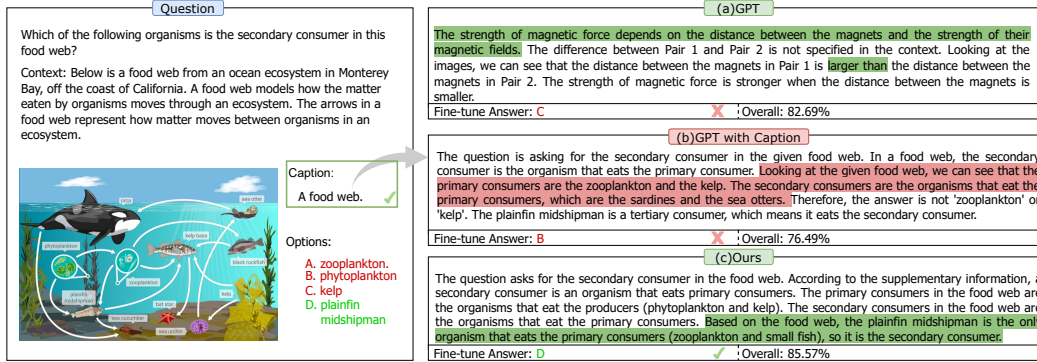 Question
Which of the following organisms is the secondary consumer in this
food web?
Context: Below is a food web from an ocean ecosystem in Monterey
Bay, off the coast of California. A food web models how the matter
eaten by organisms moves through an ecosystem. The arrows in a
food web represent how matter moves between organisms in an
ecosystem.
orca
sea otter
phytoplankton
kelp bass
black rockfish
zooplankton
plainfin
midshipman
kelp
bat star
sea cucumber
sea urchin
Caption:
A food web.
Options:
A. zooplankton.
B. phytoplankton
C. kelp
D. plainfin
midshipman
(a)GPT
The strength of magnetic force depends on the distance between the magnets and the strength of their
magnetic fields. The difference between Pair 1 and Pair 2 is not specified in the context. Looking at the
images, we can see that the distance between the magnets in Pair 1 is larger than the distance between the
magnets in Pair 2. The strength of magnetic force is stronger when the distance between the magnets is
smaller.
Fine-tune Answer: C
Overall: 82.69%
(b)GPT with Caption
The question is asking for the secondary consumer in the given food web. In a food web, the secondary
consumer is the organism that eats the primary consumer. Looking at the given food web, we can see that the
primary consumers are the zooplankton and the kelp. The secondary consumers are the organisms that eat the
primary consumers, which are the sardines and the sea otters. Therefore, the answer is not 'zooplankton' or
'kelp'. The plainfin midshipman is a tertiary consumer, which means it eats the secondary consumer.
Fine-tune Answer: B
Overall: 76.49%
(c)Ours
The question asks for the secondary consumer in the food web. According to the supplementary information, a
secondary consumer is an organism that eats primary consumers. The primary consumers in the food web are
the organisms that eat the producers (phytoplankton and kelp). The secondary consumers in the food web are
the organisms that eat the primary consumers. Based on the food web, the plainfin midshipman is the only
organism that eats the primary consumers (zooplankton and small fish), so it is the secondary consumer.
Fine-tune Answer: D
Overall: 85.57%